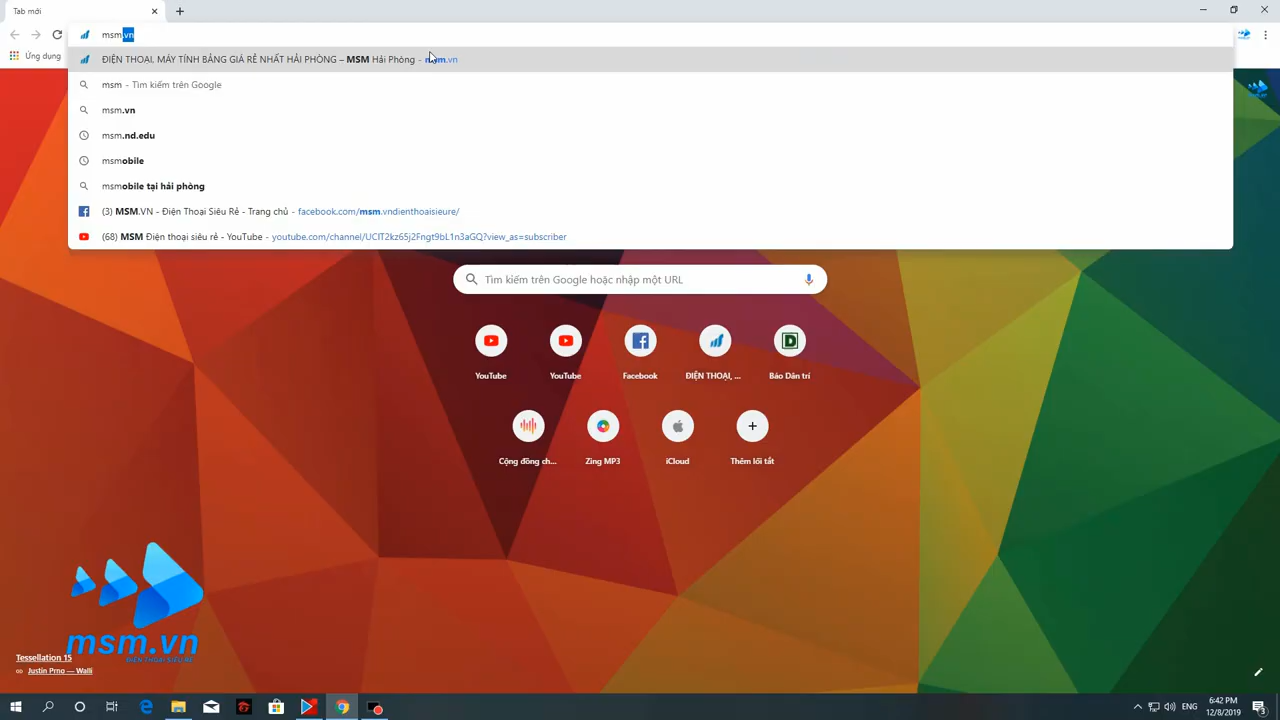 Tab mới
msm.vn
Ứng dụng
ĐIỆN THOẠI, MÁY TÍNH BẢNG GIÁ RẺ NHẤT HẢI PHÒNG – MSM Hải Phòng - msm.vn
msm - Tìm kiếm trên Google
msm.vn
msm.nd.edu
msmobile
msmobile tại hải phòng
(3) MSM.VN - Điện Thoại Siêu Rẻ - Trang chủ - facebook.com/msm.vndienthoaisieure/
(68) MSM Điện thoại siêu rẻ - YouTube - youtube.com/channel/UCIT2kz65j2Fngt9bL1n3aGQ?view_as=subscriber
Tìm kiếm trên Google hoặc nhập một URL
YouTube
YouTube
Facebook
ĐIỆN THOẠI, ...
Báo Dân trí
Cộng đồng ch...
Zing MP3
iCloud
Thêm lối tắt
msm.vn
ĐIỆN THOẠI SIÊU RẺ
Tessellation 15
Justin Prno — Walli
ENG
6:42 PM
12/8/2019
3